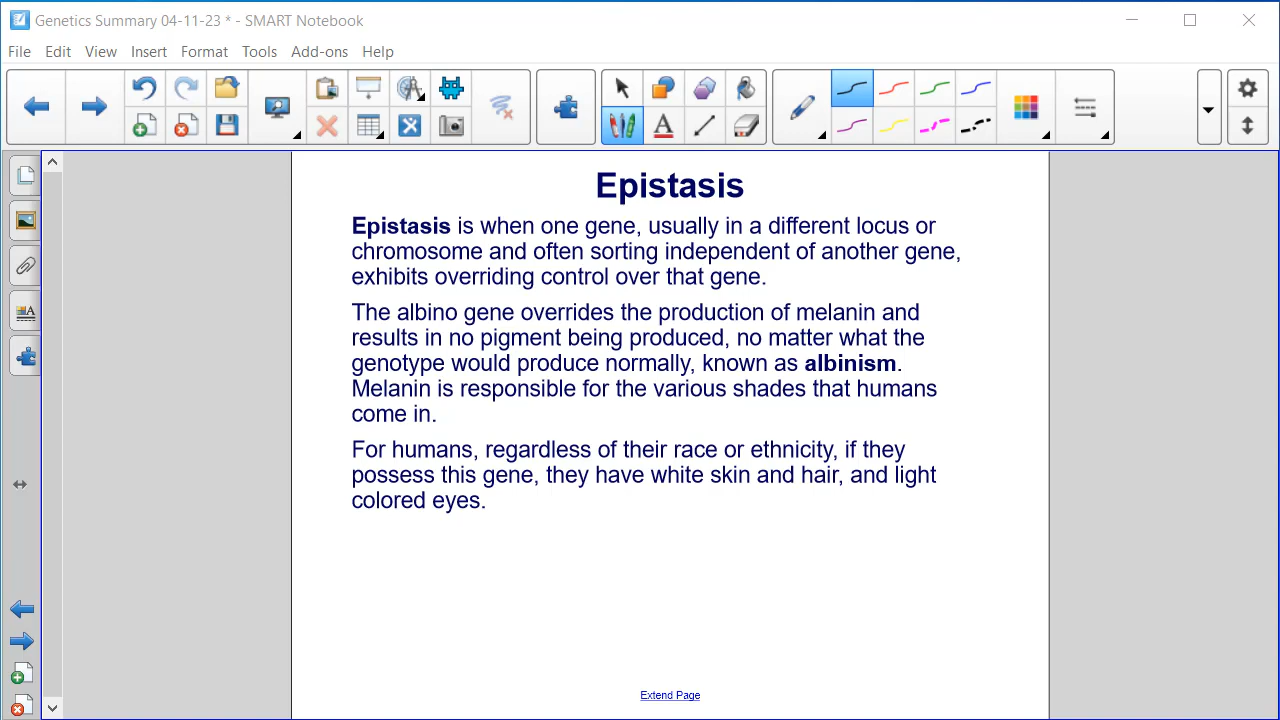 Genetics Summary 04-11-23 * - SMART Notebook
File Edit View Insert Format Tools Add-ons Help
Epistasis
Epistasis is when one gene, usually in a different locus or
chromosome and often sorting independent of another gene,
exhibits overriding control over that gene.
The albino gene overrides the production of melanin and
results in no pigment being produced, no matter what the
genotype would produce normally, known as albinism.
Melanin is responsible for the various shades that humans
come in.
For humans, regardless of their race or ethnicity, if they
possess this gene, they have white skin and hair, and light
colored eyes.
Extend Page